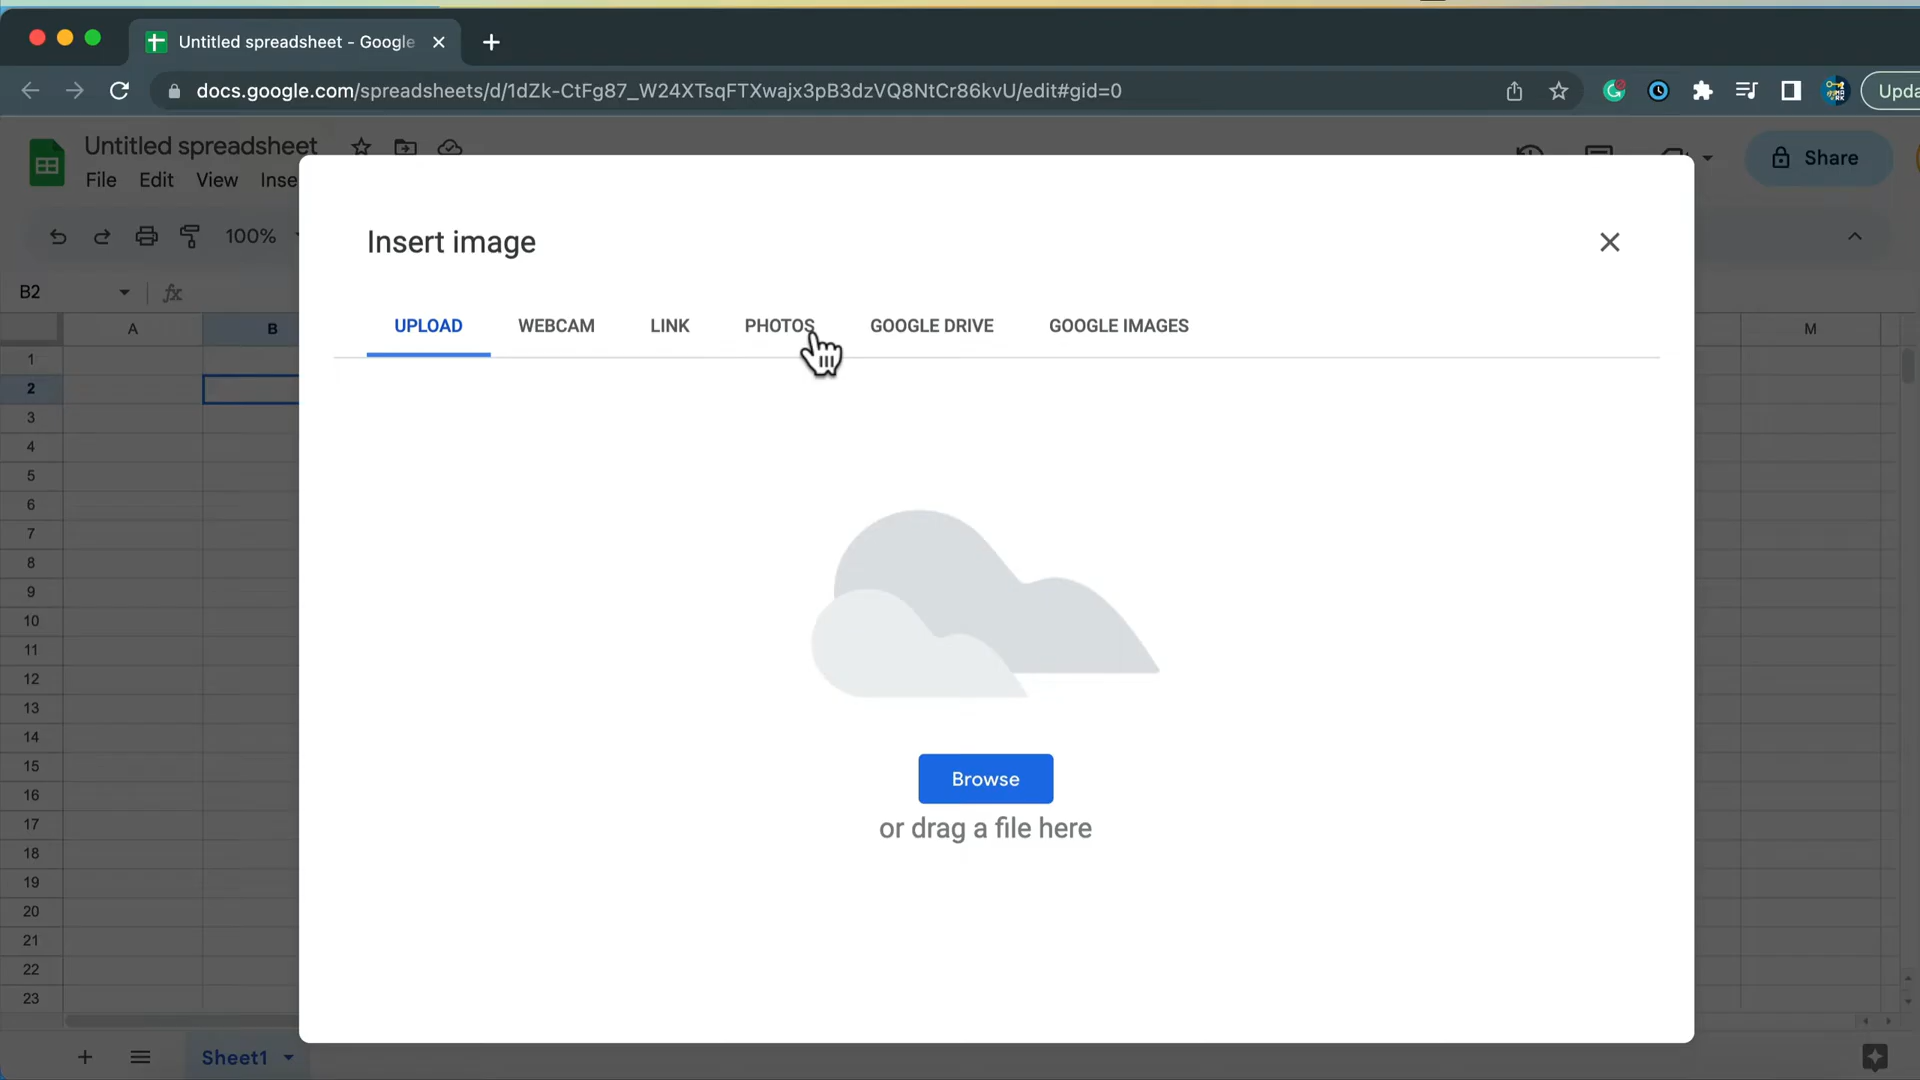 Untitled spreadsheet - Google
docs.google.com/spreadsheets/d/1dZk-CtFg87_W24XTsqFTXwajx3pB3dzVQ8NtCr86kvU/edit#gid=0
Upda
Untitled spreadsheet
File Edit View Inse
Share
100%
Insert image
B2
UPLOAD WEBCAM LINK PHOTOS GOOGLE DRIVE GOOGLE IMAGES
A B M
1
2
3
4
5
6
7
8
9
10
11
12
13
14
15
16
17
18
19
20
21
22
23
Browse
or drag a file here
Sheet1